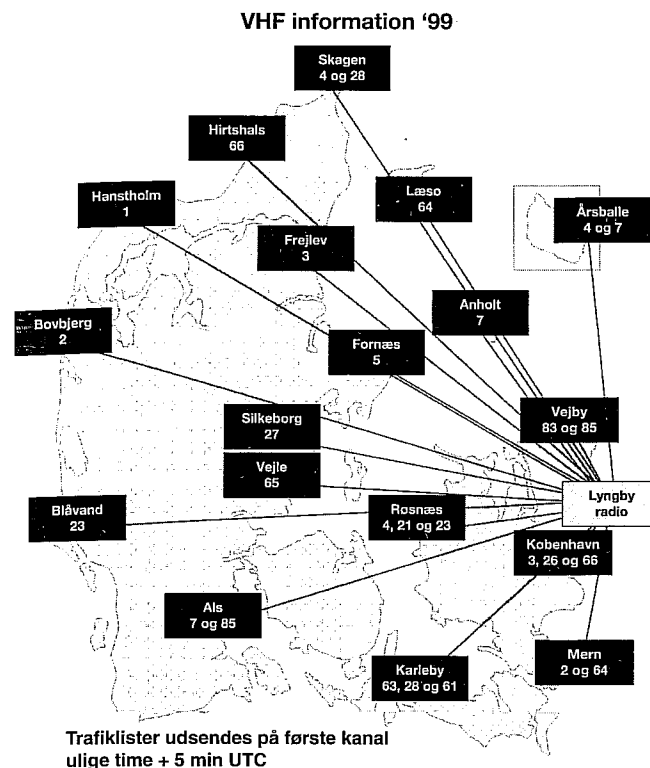 VHF information '99
Skagen
4 og 28
Hirtshals
66
Hanstholm
1
Læsø
64
Årsballe
4 og 7
Frejlev
3
Anholt
7
Bovbjerg
2
Fornæs
5
Silkeborg
27
Vejby
83 og 85
Vejle
65
Lyngby
radio
Blåvand
23
Røsnæs
4, 21 og 23
København
3, 26 og 66
Als
7 og 85
Karleby
63, 28 og 61
Mern
2 og 64
Trafiklister udsendes på første kanal
ulige time + 5 min UTC